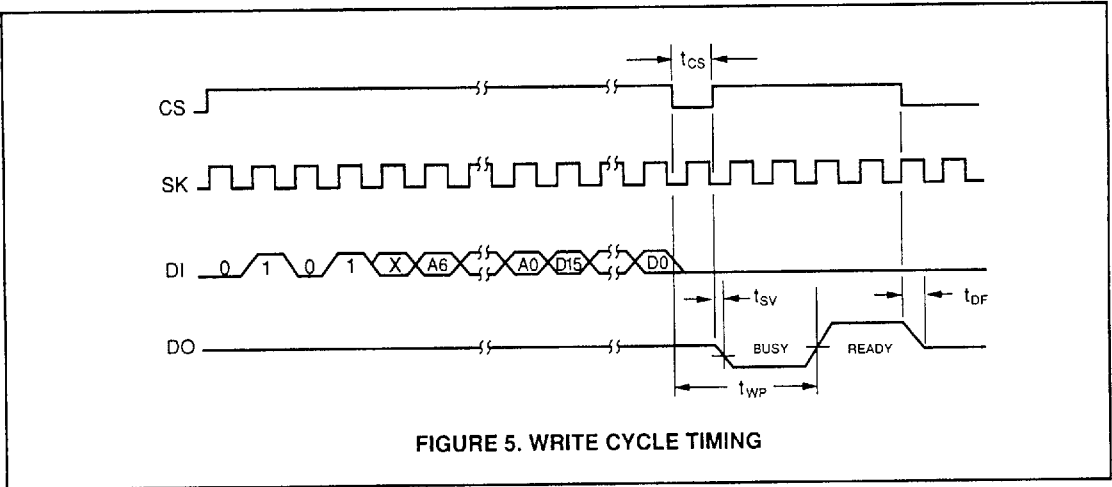 tCS
CS
SK
DI 0 1 0 1 X A6 A0 D15 D0
tSV
tDF
DO BUSY READY
tWP
FIGURE 5. WRITE CYCLE TIMING